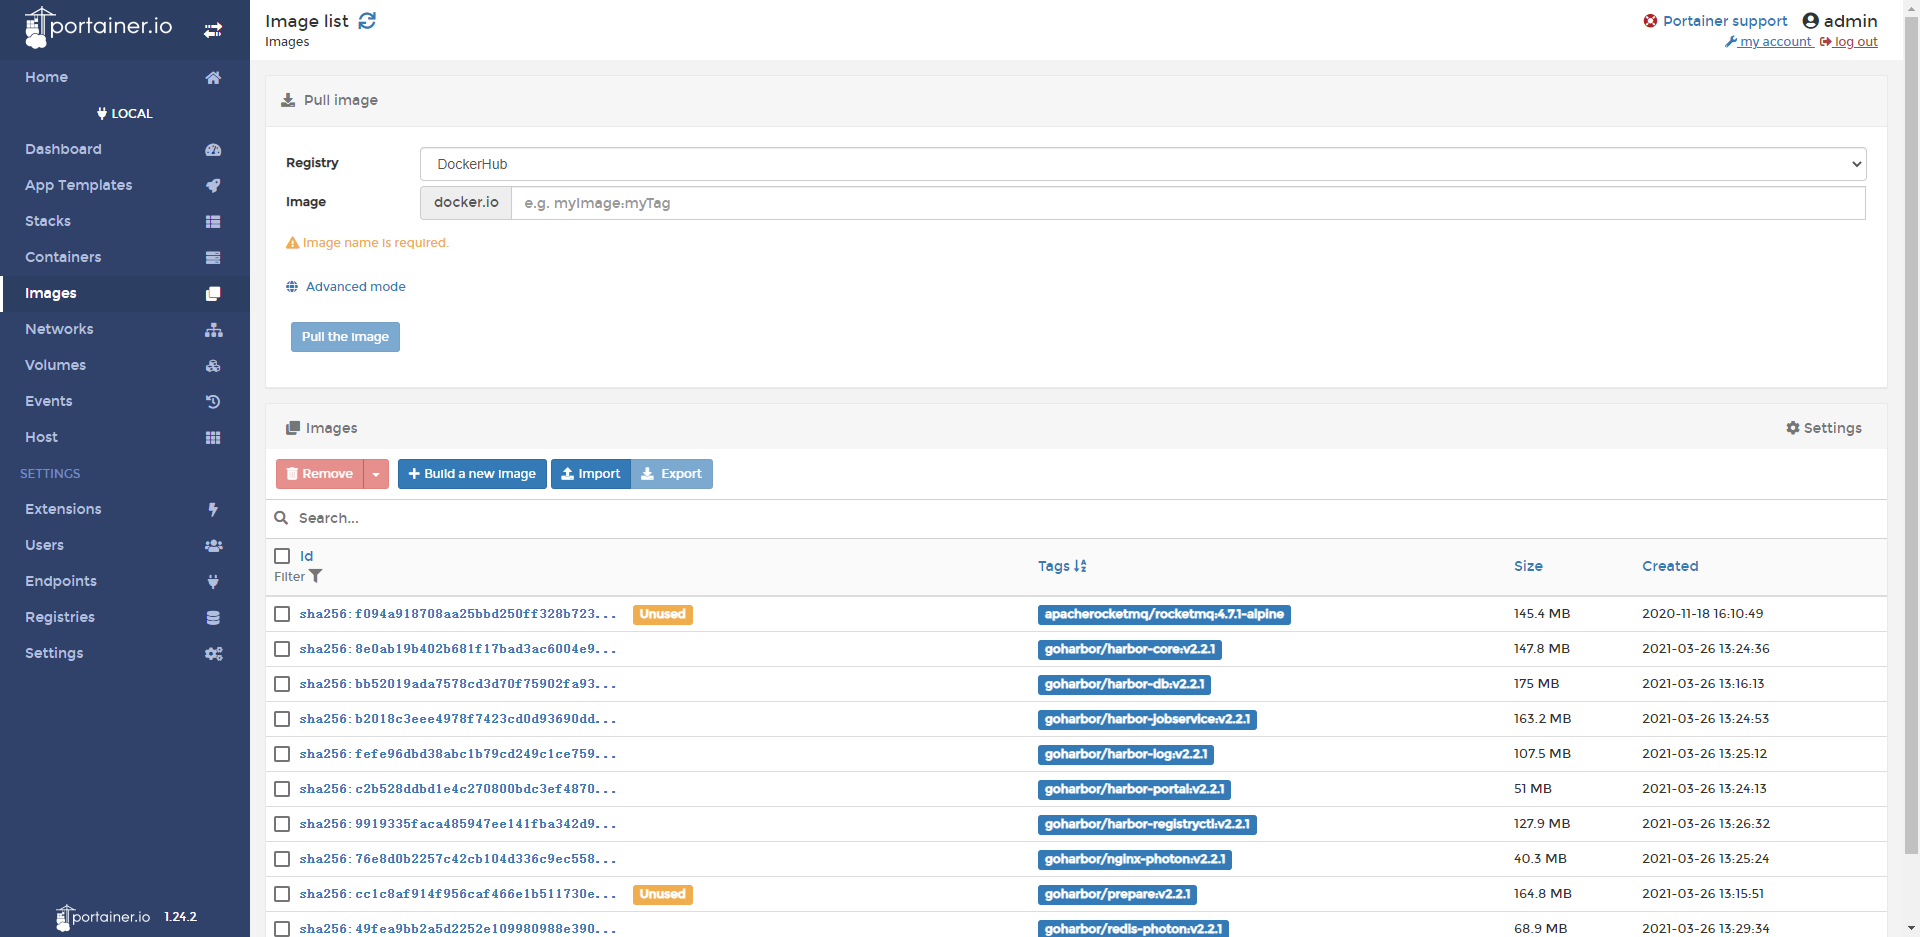 portainer.io
Home
LOCAL
Dashboard
App Templates
Stacks
Containers
Images
Networks
Volumes
Events
Host
SETTINGS
Extensions
Users
Endpoints
Registries
Settings
portainer.io 1.24.2
Image list
Images
Portainer support admin
my account log out
Pull image
Registry DockerHub
Image docker.io e.g. myImage:myTag
Image name is required.
Advanced mode
Pull the image
Images Settings
Remove Build a new image Import Export
Search...
Id Tags Size Created
Filter
sha256:f094a918708aa25bbd250ff328b723... Unused apacherocketmq/rocketmq:4.7.1-alpine 145.4 MB 2020-11-18 16:10:49
sha256:8e0ab19b402b681f17bad3ac6004e9... goharbor/harbor-core:v2.2.1 147.8 MB 2021-03-26 13:24:36
sha256:bb52019ada7578cd3d70f75902fa93... goharbor/harbor-db:v2.2.1 175 MB 2021-03-26 13:16:13
sha256:b2018c3eee4978f7423cd0d93690dd... goharbor/harbor-jobservice:v2.2.1 163.2 MB 2021-03-26 13:24:53
sha256:fefe96dbd38abc1b79cd249c1ce759... goharbor/harbor-log:v2.2.1 107.5 MB 2021-03-26 13:25:12
sha256:c2b528ddbd1e4c270800bdc3ef4870... goharbor/harbor-portal:v2.2.1 51 MB 2021-03-26 13:24:13
sha256:9919335faca485947ee141fba342d9... goharbor/harbor-registryctl:v2.2.1 127.9 MB 2021-03-26 13:26:32
sha256:76e8d0b2257c42cb104d336c9ec558... goharbor/nginx-photon:v2.2.1 40.3 MB 2021-03-26 13:25:24
sha256:cc1c8af914f956caf466e1b511730e... Unused goharbor/prepare:v2.2.1 164.8 MB 2021-03-26 13:15:51
sha256:49fea9bb2a5d2252e109980988e390... goharbor/redis-photon:v2.2.1 68.9 MB 2021-03-26 13:29:34